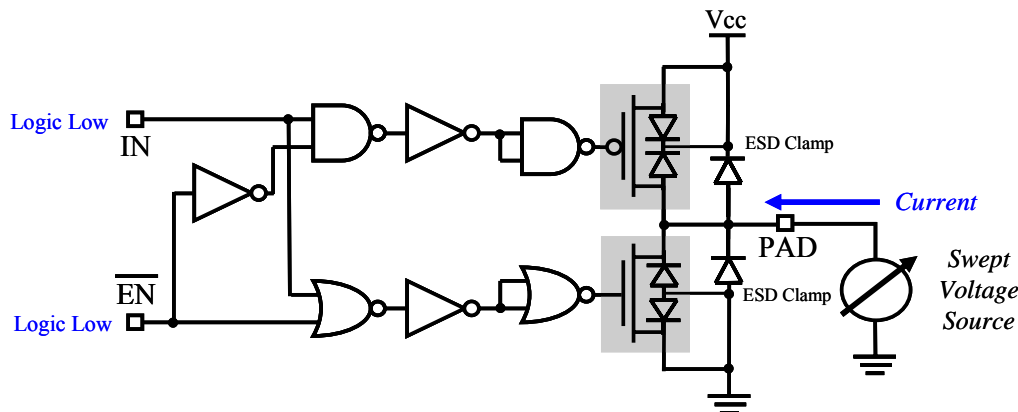 Vcc
Logic Low
IN
ESD Clamp
Current
PAD
EN
Logic Low
ESD Clamp
Swept
Voltage
Source